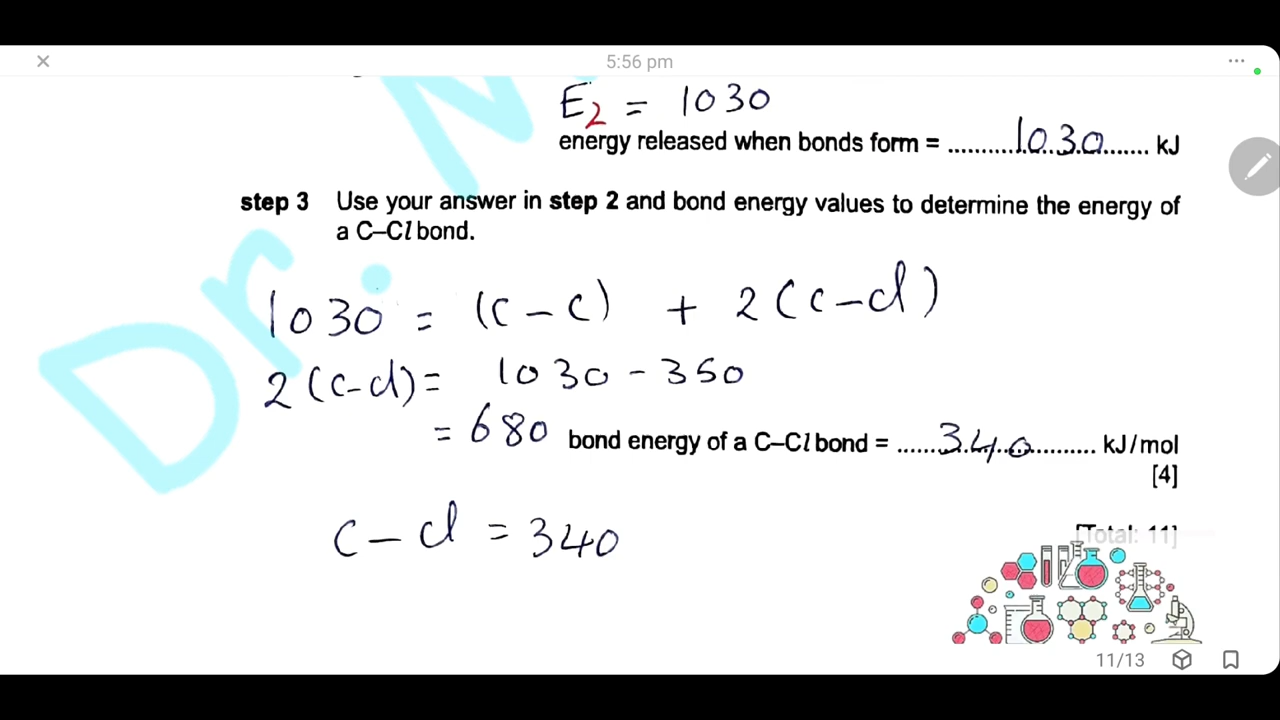 5:56 pm
E2 = 1030
energy released when bonds form = ..........1030....... kJ
step 3 Use your answer in step 2 and bond energy values to determine the energy of
a C–Cl bond.
1030 = (C – C) + 2 (C – Cl)
2 (C – Cl) = 1030 - 350
= 680
bond energy of a C–Cl bond = ......340........... kJ/mol
[4]
C – Cl = 340
[Total: 11]
11/13
Dr. N